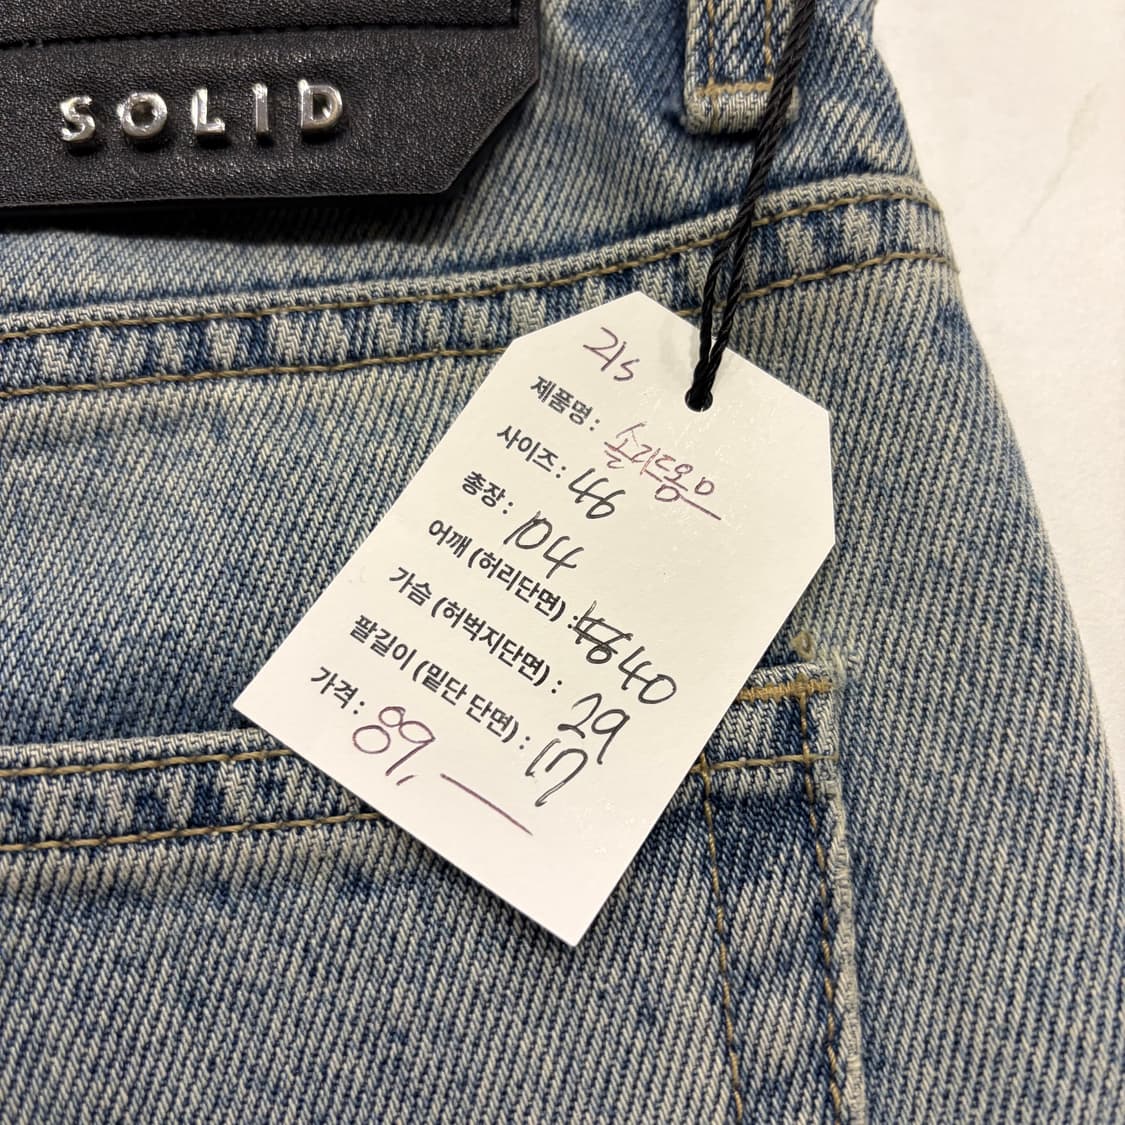 SOLID
21s
제품명 : 솔리드옴므
사이즈 : 46
총장 : 104
어깨 (허리단면) : 40
가슴 (허벅지단면) : 29
팔길이 (밑단 단면) : 17
가격 : 89,